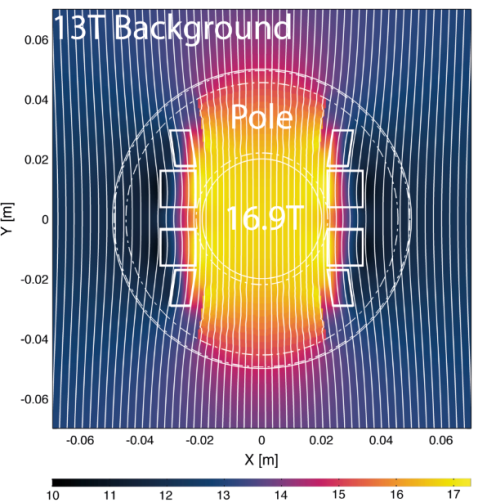 13T Background
0.06
0.04
Pole
0.02
16.9T
Y [m]
0
-0.02
-0.04
-0.06
-0.06 -0.04 -0.02 0 0.02 0.04 0.06
X [m]
10 11 12 13 14 15 16 17